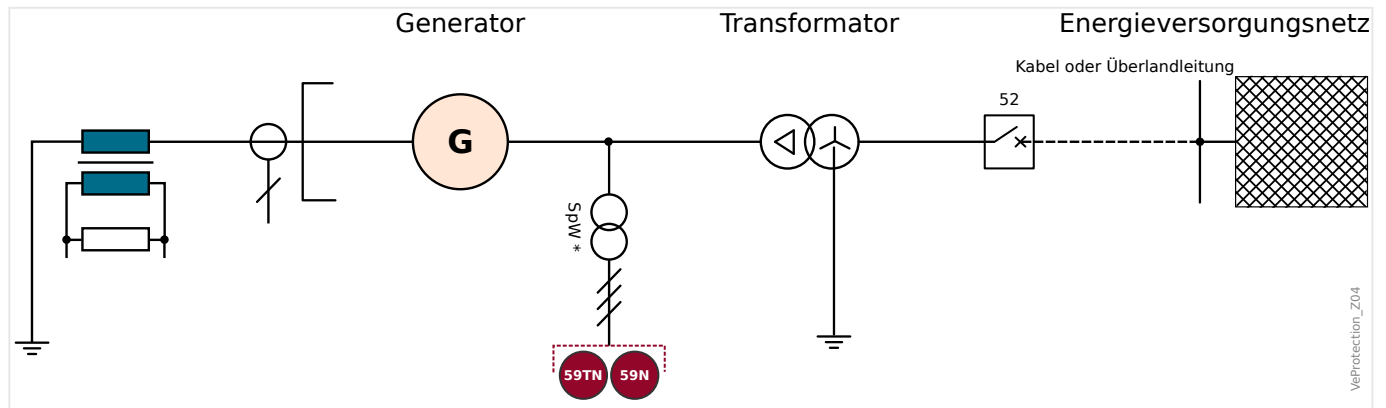 Generator
Transformator
Energieversorgungsnetz
Kabel oder Überlandleitung
52
G
SpW *
59TN
59N
VeProtection_Z04